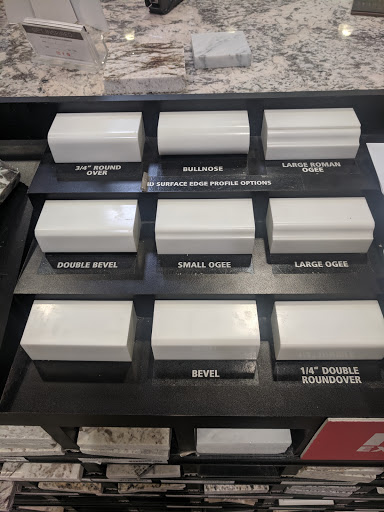 3/4" ROUND
OVER
BULLNOSE
LARGE ROMAN
OGEE
D SURFACE EDGE PROFILE OPTIONS
DOUBLE BEVEL
SMALL OGEE
LARGE OGEE
BEVEL
1/4" DOUBLE
ROUNDOVER